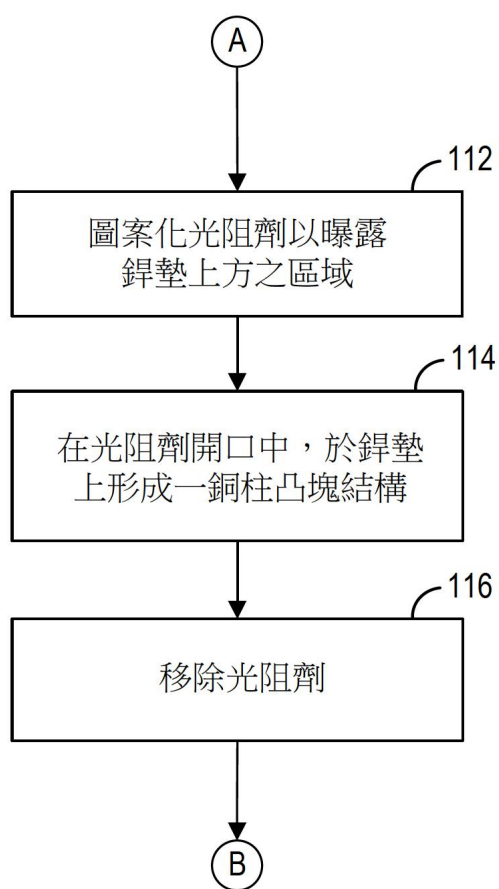 A
112
圖案化光阻劑以曝露
銲墊上方之區域
114
在光阻劑開口中，於銲墊
上形成一銅柱凸塊結構
116
移除光阻劑
B